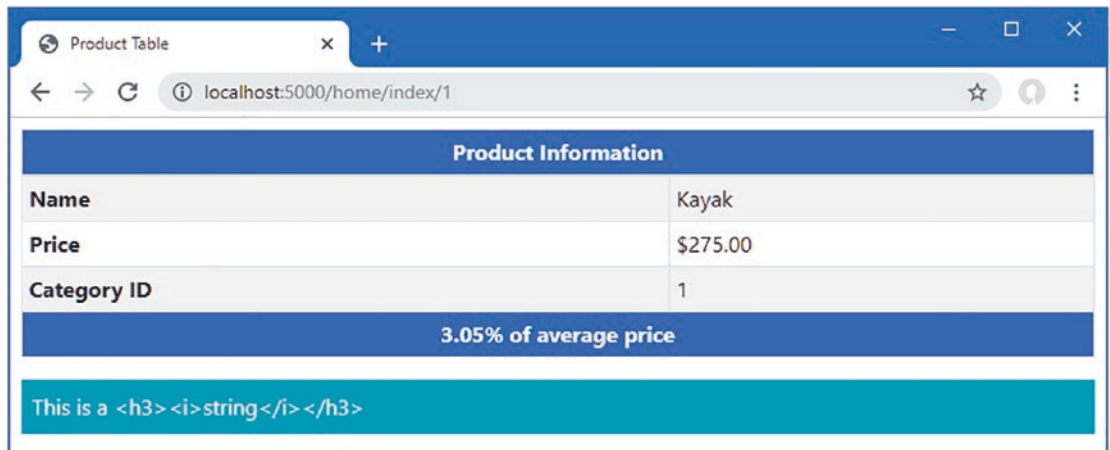 Product Table
localhost:5000/home/index/1
Product Information
Name Kayak
Price $275.00
Category ID 1
3.05% of average price
This is a <h3><i>string</i></h3>